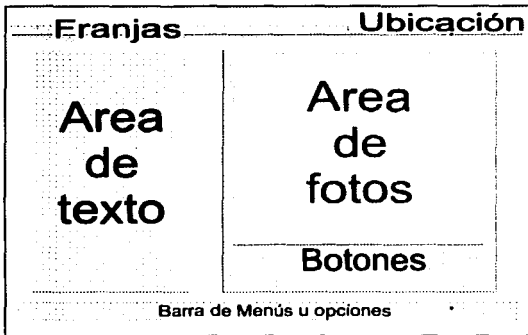 Franjas
Ubicación
Area
de
texto
Area
de
fotos
Botones
Barra de Menús u opciones